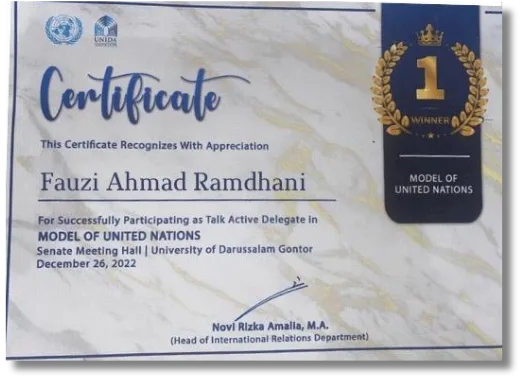 UNIDA
Certificate
This Certificate Recognizes With Appreciation
Fauzi Ahmad Ramdhani
For Successfully Participating as Talk Active Delegate in
MODEL OF UNITED NATIONS
Senate Meeting Hall | University of Darussalam Gontor
December 26, 2022
Novi Rizka Amalia, M.A.
(Head of International Relations Department)
1
WINNER
MODEL OF
UNITED NATIONS